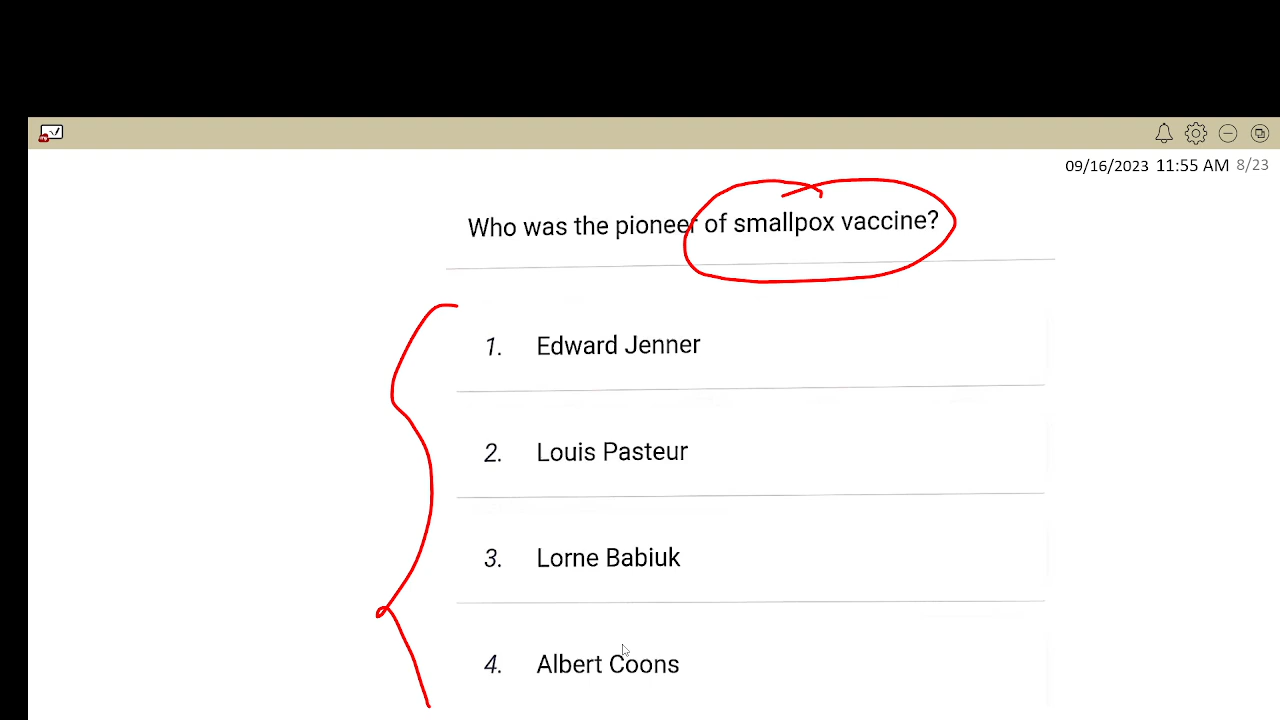 09/16/2023 11:55 AM 8/23
Who was the pioneer of smallpox vaccine?
1. Edward Jenner
2. Louis Pasteur
3. Lorne Babiuk
4. Albert Coons